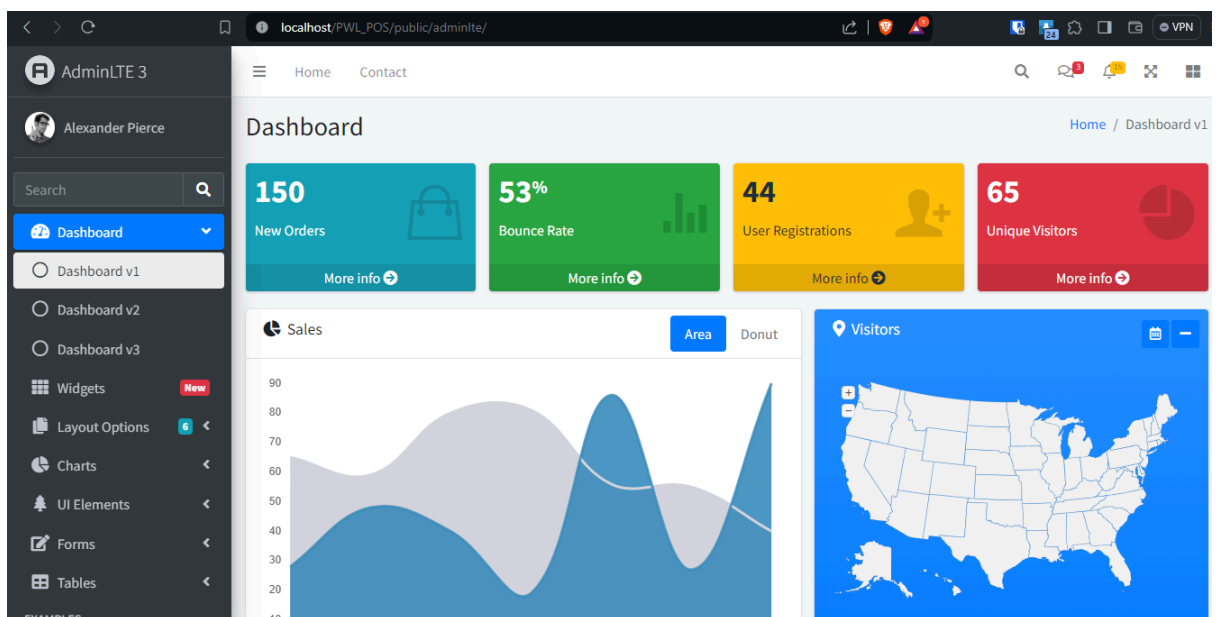 localhost/PWL_POS/public/adminlte/
24
VPN
AdminLTE 3
Home Contact
3
15
Alexander Pierce
Dashboard
Home / Dashboard v1
Search
150
New Orders
More info
53%
Bounce Rate
More info
44
User Registrations
More info
65
Unique Visitors
More info
Dashboard
Dashboard v1
Dashboard v2
Dashboard v3
Widgets New
Layout Options 6
Charts
UI Elements
Forms
Tables
Sales
Area Donut
90
80
70
60
50
40
30
20
Visitors
+
−